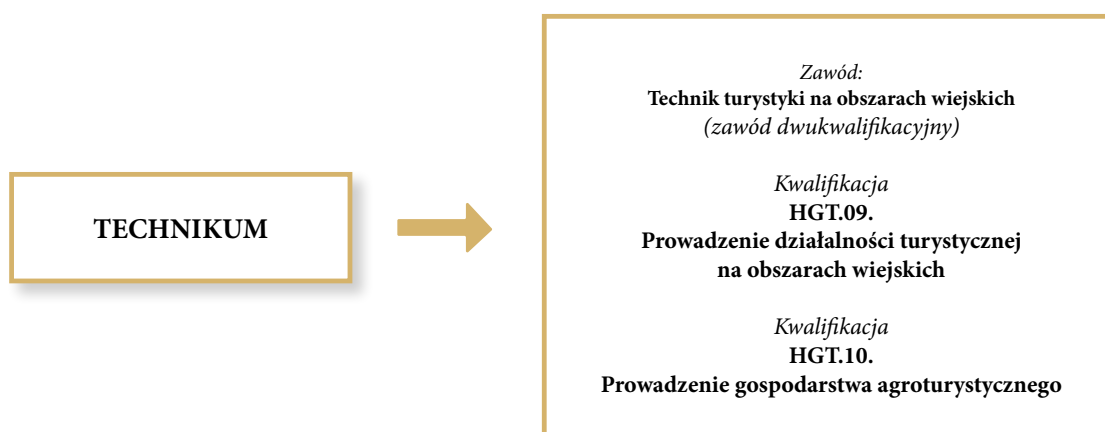 TECHNIKUM
Zawód:
Technik turystyki na obszarach wiejskich
(zawód dwukwalifikacyjny)
Kwalifikacja
HGT.09.
Prowadzenie działalności turystycznej
na obszarach wiejskich
Kwalifikacja
HGT.10.
Prowadzenie gospodarstwa agroturystycznego